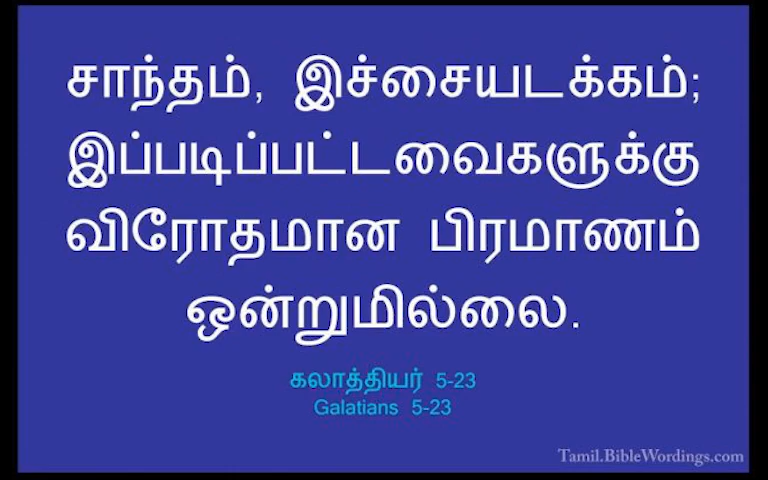 சாந்தம், இச்சையடக்கம்;
இப்படிப்பட்டவைகளுக்கு
விரோதமான பிரமாணம்
ஒன்றுமில்லை.
கலாத்தியர் 5-23
Galatians 5-23
Tamil.BibleWordings.com